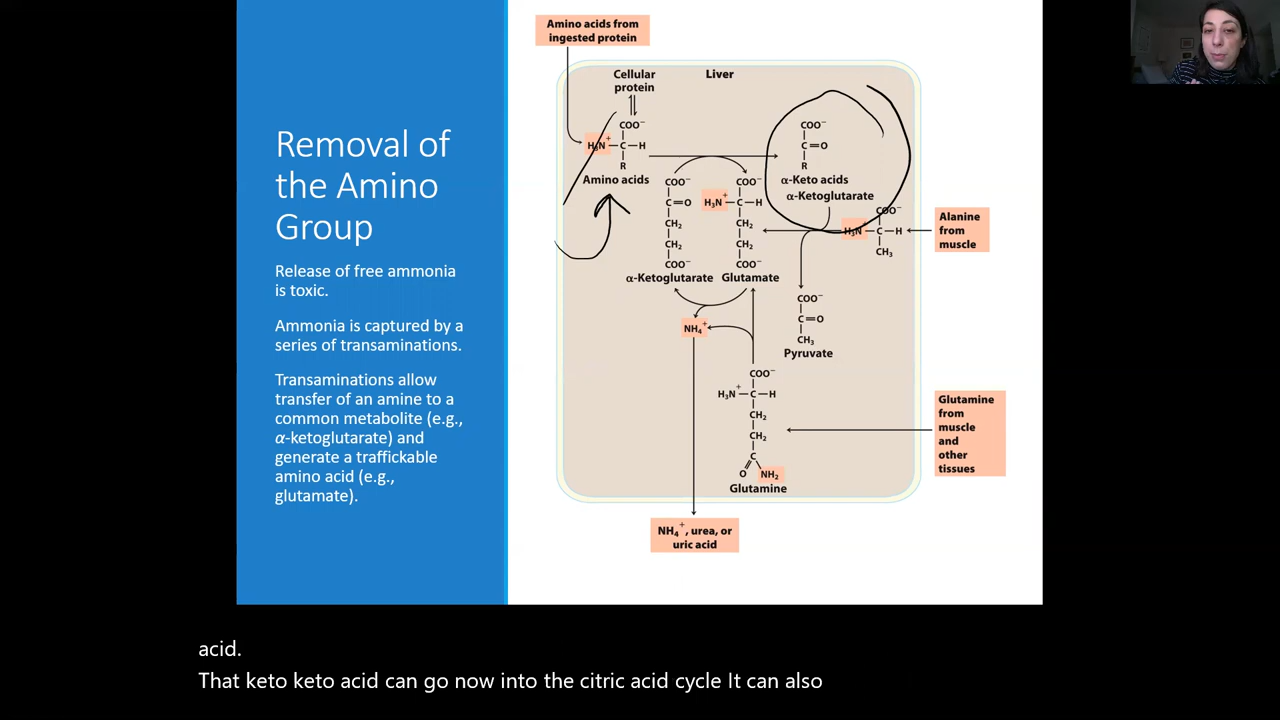 Removal of
the Amino
Group
Release of free ammonia
is toxic.
Ammonia is captured by a
series of transaminations.
Transaminations allow
transfer of an amine to a
common metabolite (e.g.,
α-ketoglutarate) and
generate a traffickable
amino acid (e.g.,
glutamate).
Amino acids from
ingested protein
Cellular
protein
Liver
COO⁻
H₃N⁺—C—H
R
Amino acids
COO⁻
C=O
R
α-Keto acids
α-Ketoglutarate
COO⁻
C=O
CH₂
CH₂
COO⁻
α-Ketoglutarate
COO⁻
H₃N⁺—C—H
CH₂
CH₂
COO⁻
Glutamate
COO⁻
H₃N⁺—C—H
CH₃
Alanine
from
muscle
NH₄⁺
COO⁻
C=O
CH₃
Pyruvate
COO⁻
H₃N⁺—C—H
CH₂
CH₂
C
O NH₂
Glutamine
Glutamine
from
muscle
and
other
tissues
NH₄⁺, urea, or
uric acid
acid.
That keto keto acid can go now into the citric acid cycle It can also